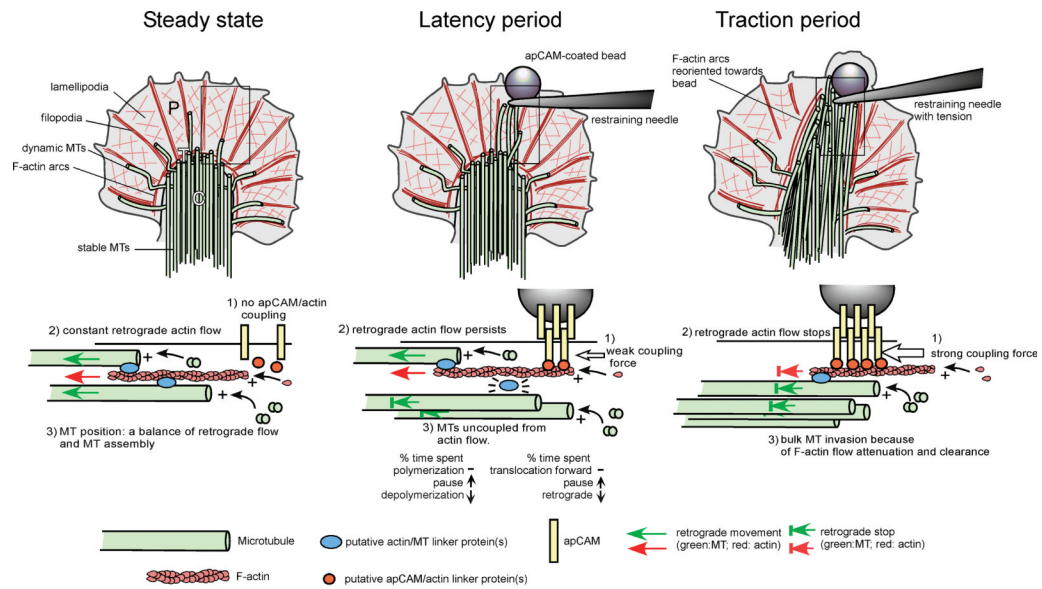 Steady state
Latency period
Traction period
lamellipodia
filopodia
dynamic MTs
F-actin arcs
stable MTs
P
T
C
apCAM-coated bead
restraining needle
F-actin arcs
reoriented towards
bead
restraining needle
with tension
1) no apCAM/actin
coupling
2) constant retrograde actin flow
+
+
+
3) MT position: a balance of retrograde flow
and MT assembly
2) retrograde actin flow persists
1)
weak coupling
force
+
+
+
3) MTs uncoupled from
actin flow.
% time spent
polymerization –
pause
depolymerization
% time spent
translocation forward –
pause
retrograde
2) retrograde actin flow stops
1)
strong coupling force
+
+
3) bulk MT invasion because
of F-actin flow attenuation and clearance
Microtubule
F-actin
putative actin/MT linker protein(s)
putative apCAM/actin linker protein(s)
apCAM
retrograde movement
(green:MT; red: actin)
retrograde stop
(green:MT; red: actin)